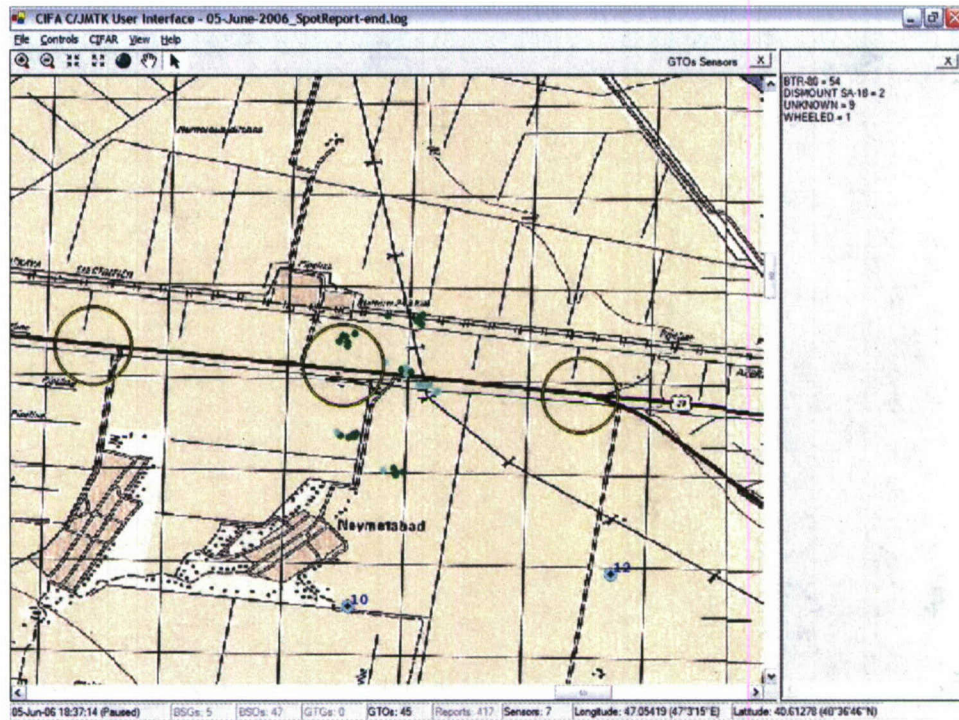 CIFA C/JMTK User Interface - 05-June-2006_SpotReport-end.log
File Controls CIFAR View Help
GTOs Sensors X
X
BTR-80 = 54
DISMOUNT SA-16 = 2
UNKNOWN = 9
WHEELED = 1
29
Neymetabad
12
10
05-Jun-06 18:37:14 (Paused) BSGs: 5 BSOs: 47 GTGs: 0 GTOs: 45 Reports: 417 Sensors: 7 Longitude: 47.05419 (47°3'15"E) Latitude: 40.61278 (40°36'46"N)